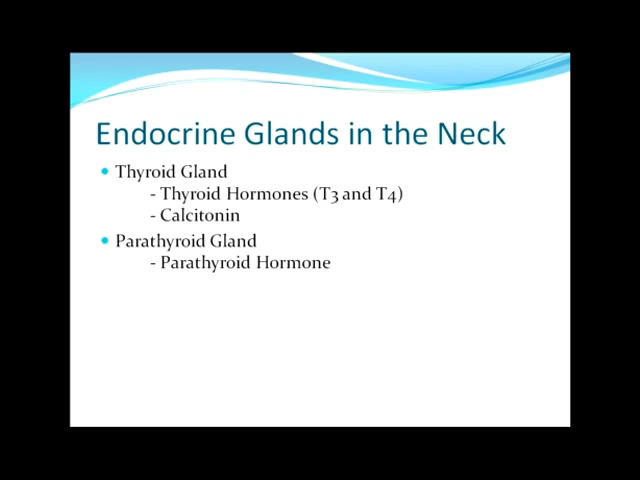 Endocrine Glands in the Neck
• Thyroid Gland
- Thyroid Hormones (T3 and T4)
- Calcitonin
• Parathyroid Gland
- Parathyroid Hormone